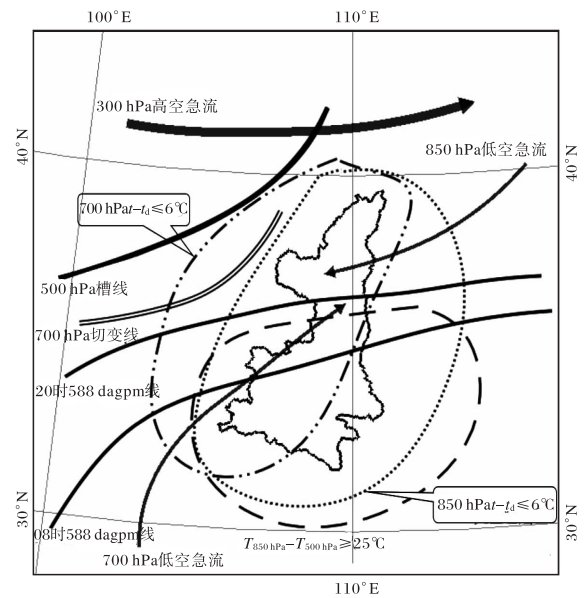 100°E
110°E
300 hPa高空急流
40°N
850 hPa低空急流
40°N
700 hPat-td≤6℃
500 hPa槽线
700 hPa切变线
20时588 dagpm线
850 hPat-td≤6℃
30°N
30°N
08时588 dagpm线
T850 hPa-T500 hPa≥25℃
700 hPa低空急流
110°E